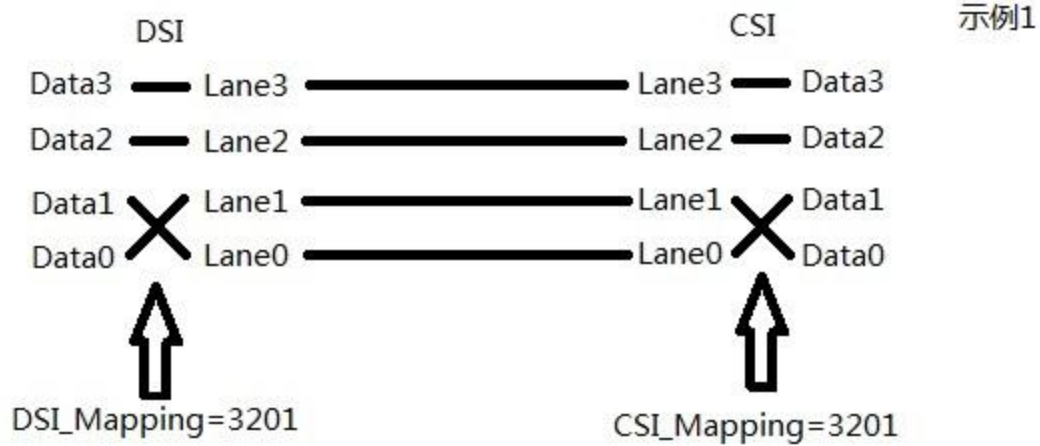 示例1
DSI CSI
Data3 Lane3 Lane3 Data3
Data2 Lane2 Lane2 Data2
Data1 Lane1 Lane1 Data1
Data0 Lane0 Lane0 Data0
DSI_Mapping=3201 CSI_Mapping=3201